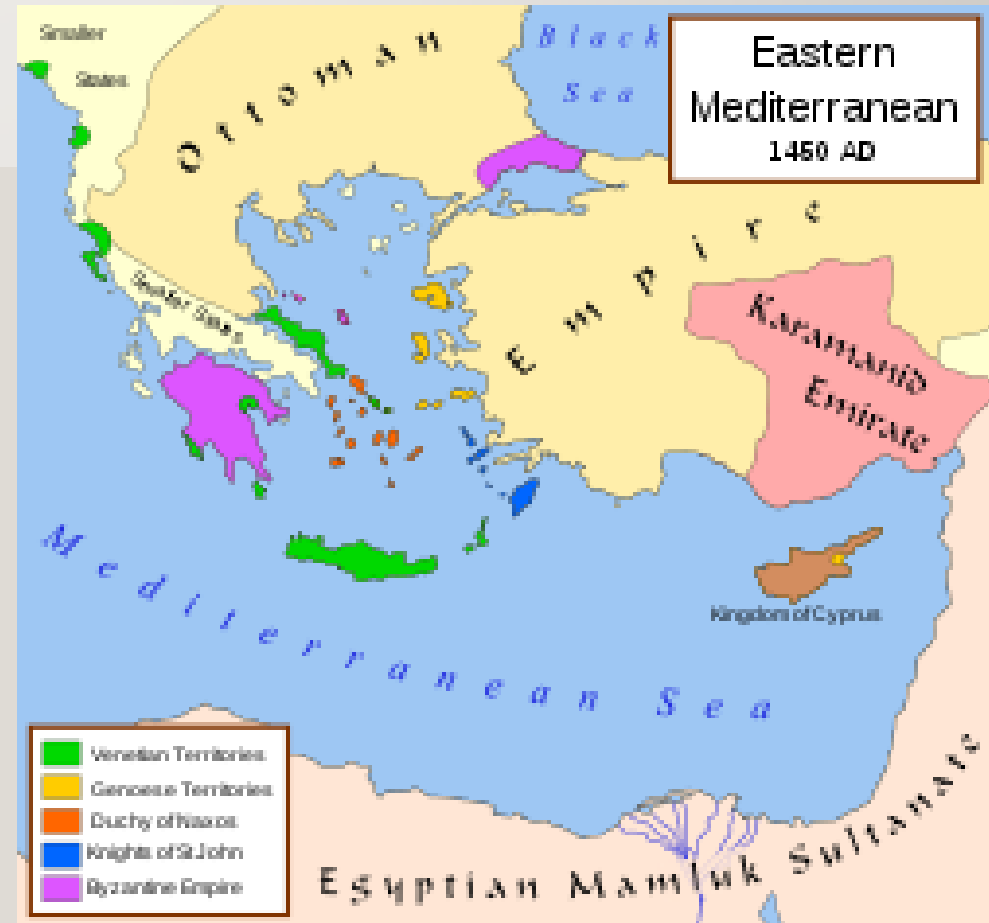 Smaller
States
Ottoman
Black
Sea
Eastern
Mediterranean
1450 AD
Empire
Smaller States
Karamanid
Emirate
Mediterranean Sea
Kingdom of Cyprus
Venetian Territories
Genoese Territories
Duchy of Naxos
Knights of St.John
Byzantine Empire
Egyptian Mamluk Sultanate